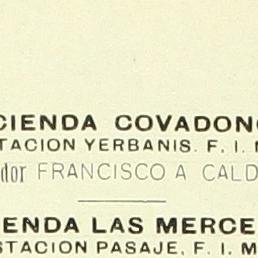 CIENDA COVADON
TACION YERBANIS. F. I.
dor FRANCISCO A CALD
ENDA LAS MERCE
STACION PASAJE, F. I. M